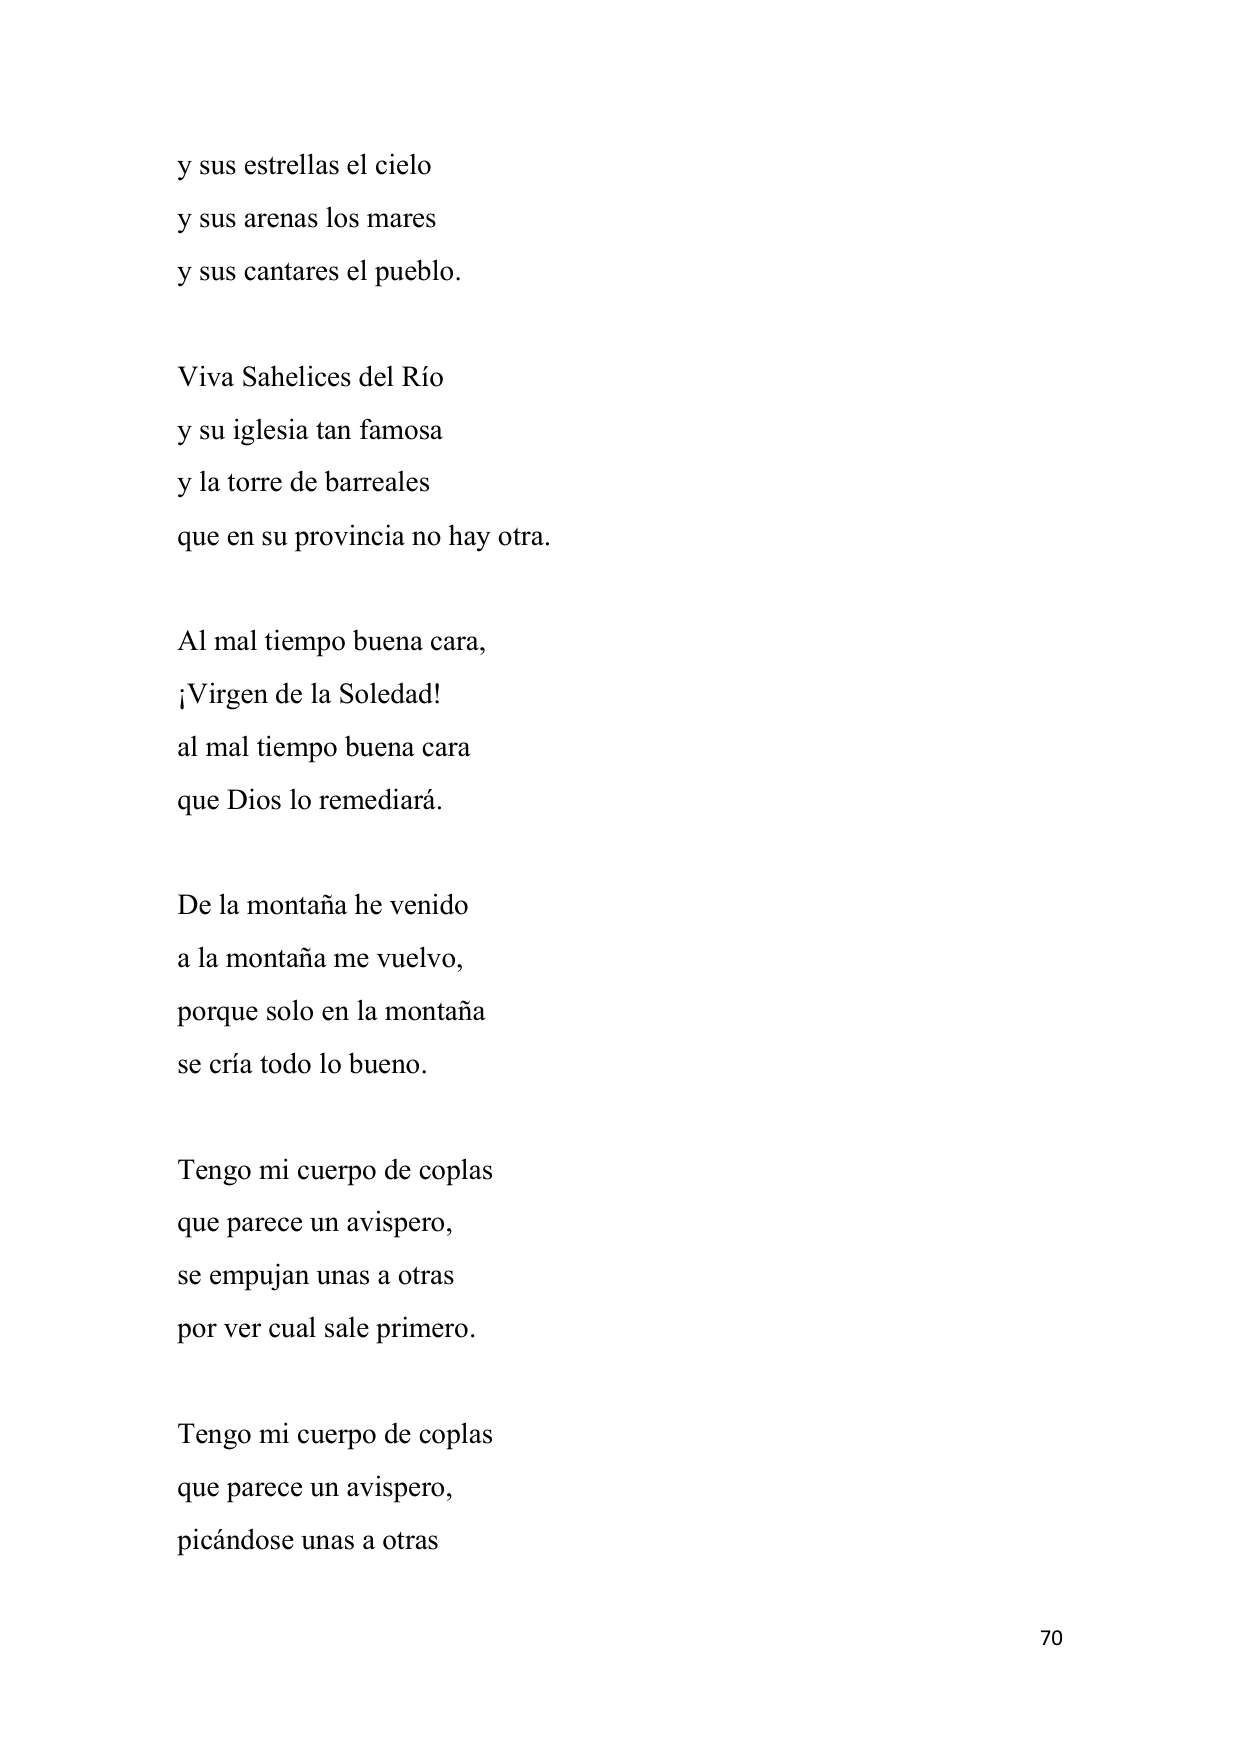 y sus estrellas el cielo
y sus arenas los mares
y sus cantares el pueblo.
Viva Sahelices del Río
y su iglesia tan famosa
y la torre de barreales
que en su provincia no hay otra.
Al mal tiempo buena cara,
¡Virgen de la Soledad!
al mal tiempo buena cara
que Dios lo remediará.
De la montaña he venido
a la montaña me vuelvo,
porque solo en la montaña
se cría todo lo bueno.
Tengo mi cuerpo de coplas
que parece un avispero,
se empujan unas a otras
por ver cual sale primero.
Tengo mi cuerpo de coplas
que parece un avispero,
picándose unas a otras
70